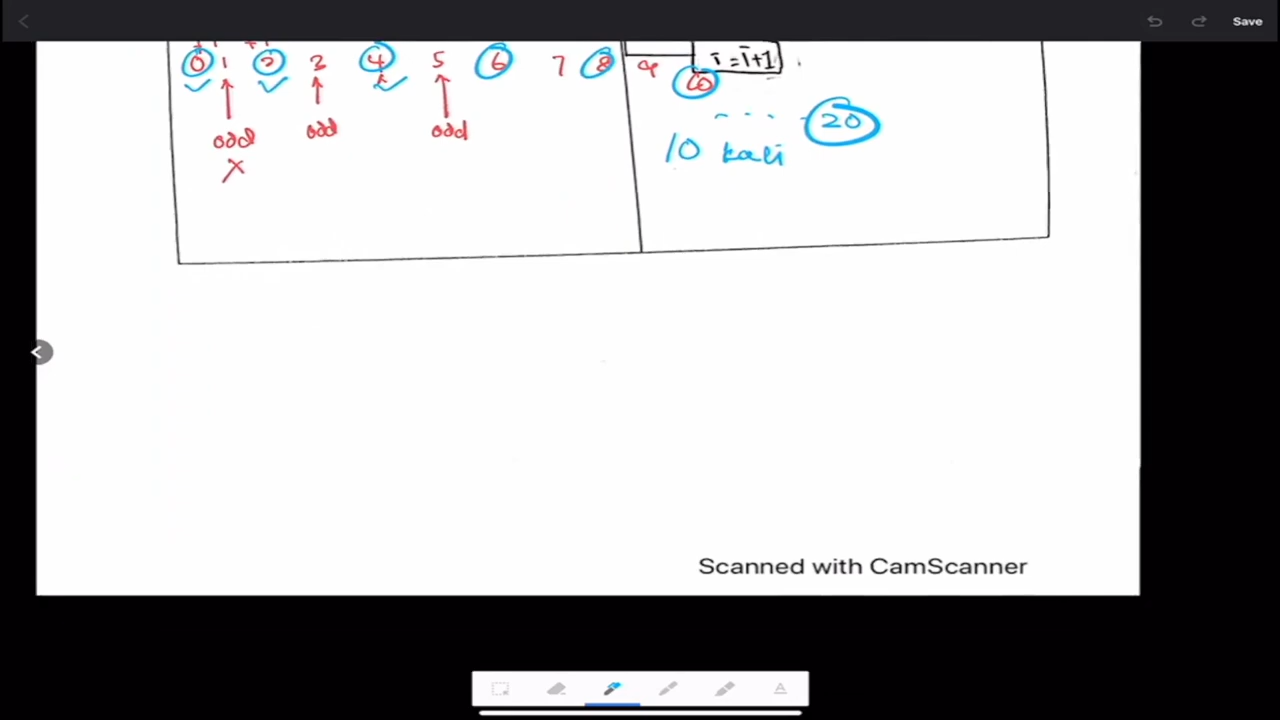 Save
0 1 2 3 4 5 6 7 8 9 10
i = i+1
odd odd odd
X
.... 20
10 kali
Scanned with CamScanner
A